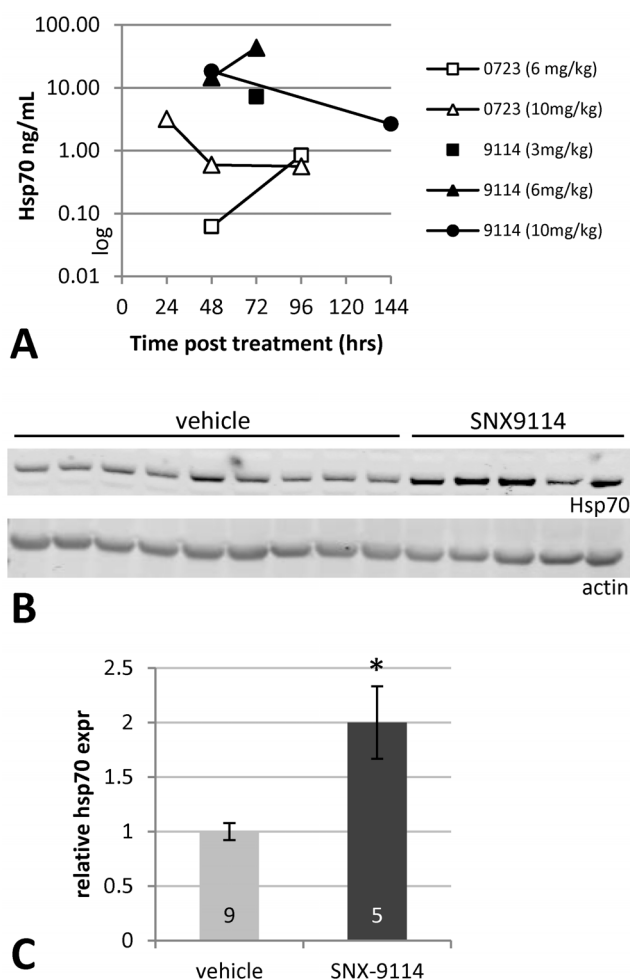 100.00
10.00
1.00
0.10
0.01
Hsp70 ng/mL
log
0 24 48 72 96 120 144
Time post treatment (hrs)
0723 (6 mg/kg)
0723 (10mg/kg)
9114 (3mg/kg)
9114 (6mg/kg)
9114 (10mg/kg)
A
vehicle SNX9114
Hsp70
actin
B
2.5
2
1.5
1
0.5
0
relative hsp70 expr
*
9 5
vehicle SNX-9114
C